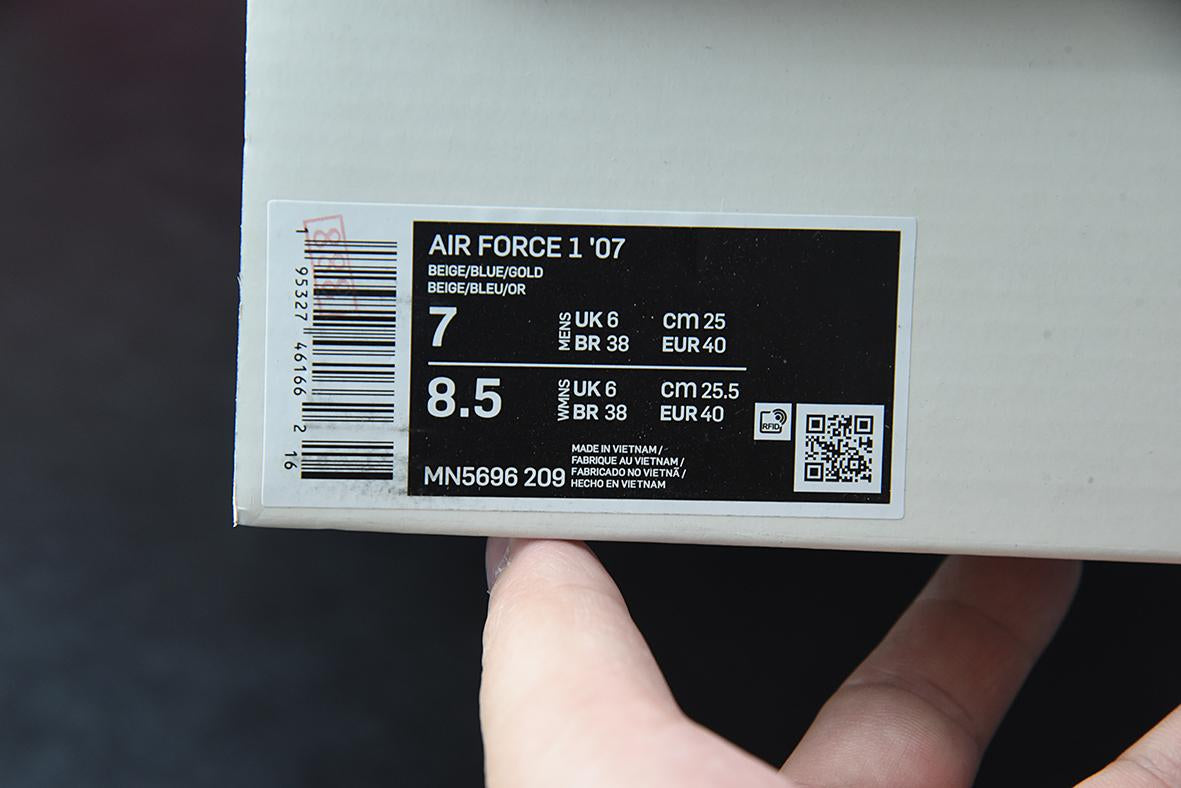 AIR FORCE 1 '07
BEIGE/BLUE/GOLD
BEIGE/BLEU/OR
7
MENS
UK 6
cm 25
BR 38
EUR 40
8.5
WMNS
UK 6
cm 25.5
BR 38
EUR 40
RFID
MN5696 209
MADE IN VIETNAM /
FABRIQUE AU VIETNAM /
FABRICADO NO VIETNÃ /
HECHO EN VIETNAM
1 95327 46166 2 16